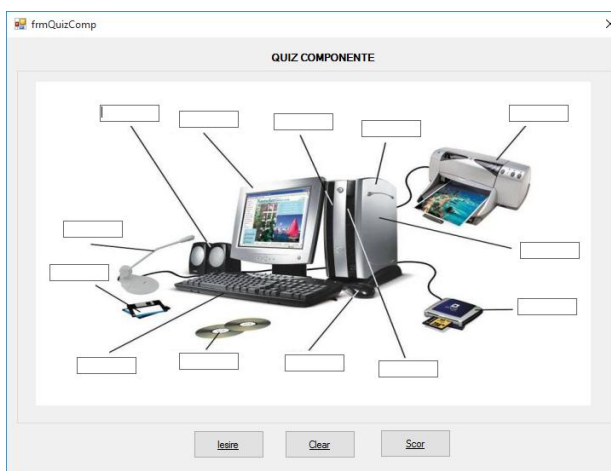 frmQuizComp
QUIZ COMPONENTE
Iesire
Clear
Scor